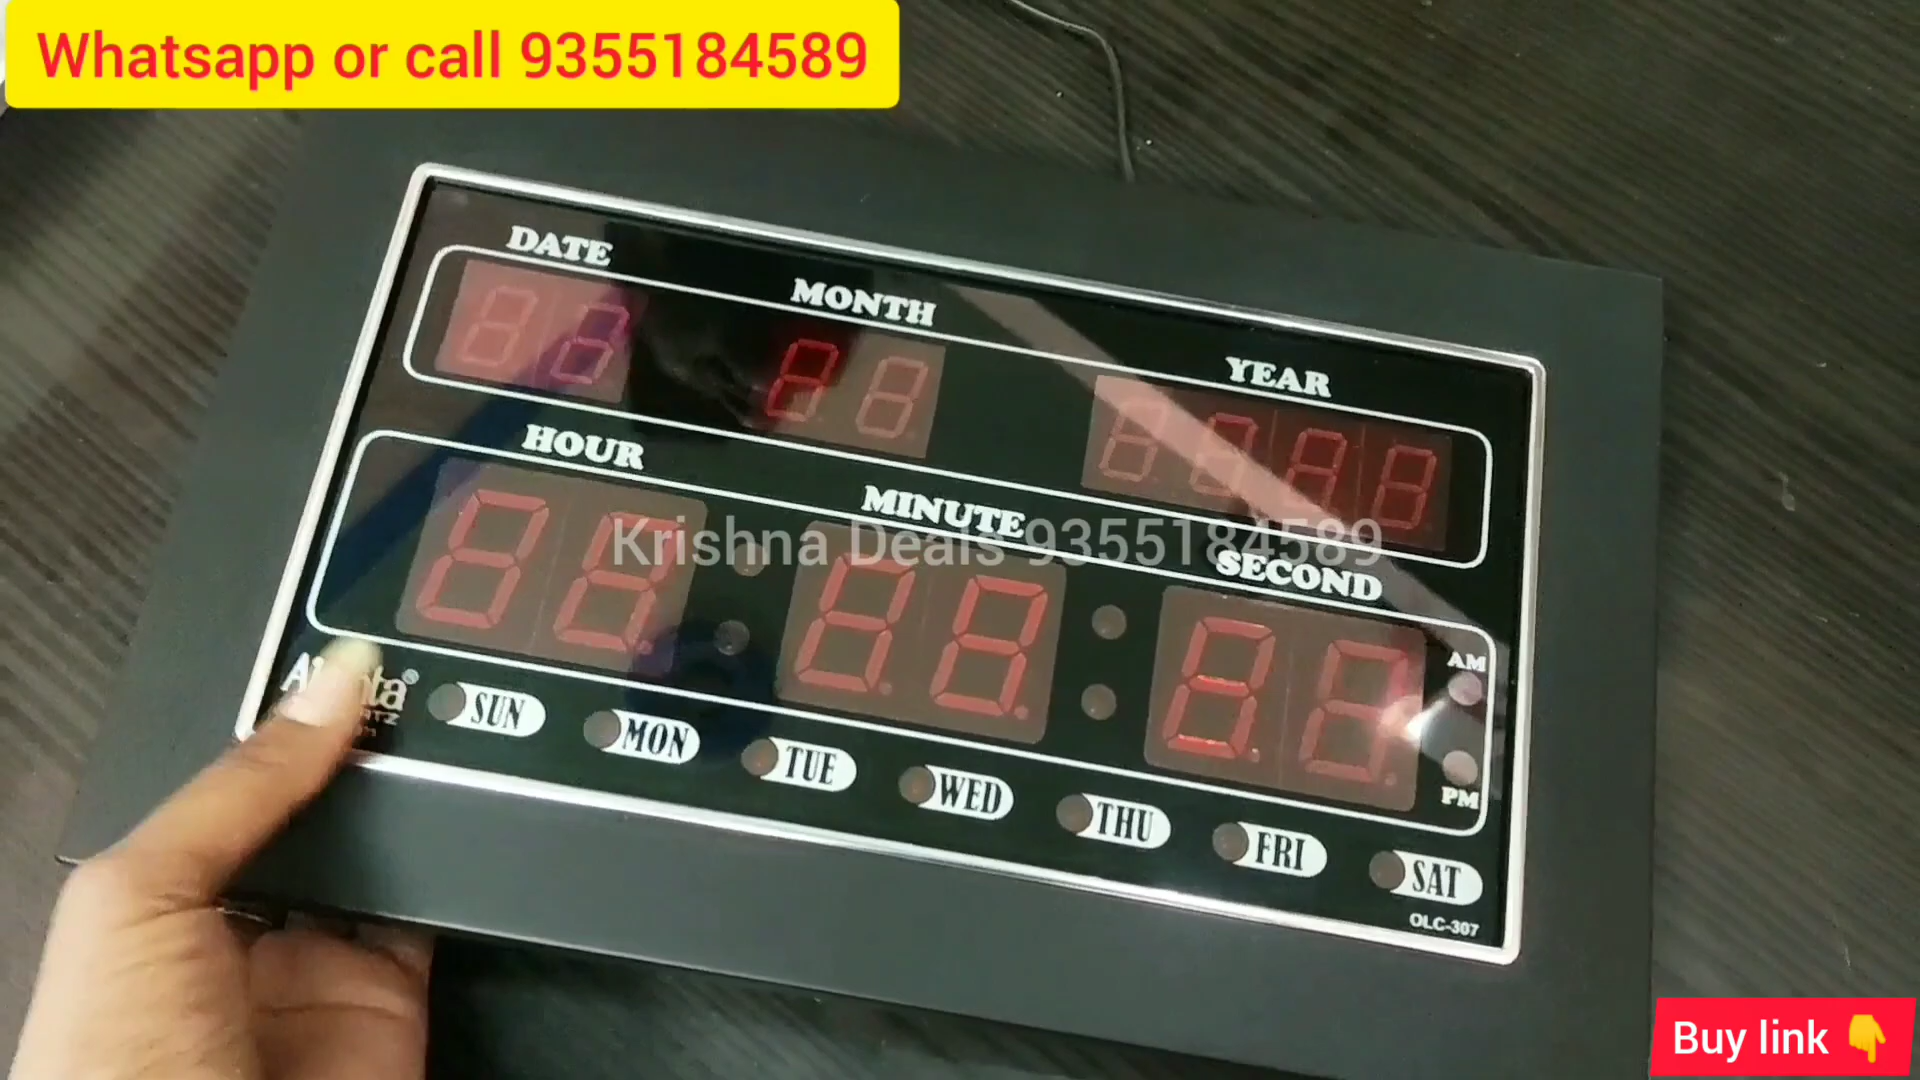 Whatsapp or call 9355184589
DATE
MONTH
YEAR
HOUR
MINUTE
SECOND
Krishna Deals 9355184589
AM
PM
SUN
MON
TUE
WED
THU
FRI
SAT
OLC-307
Buy link 👇